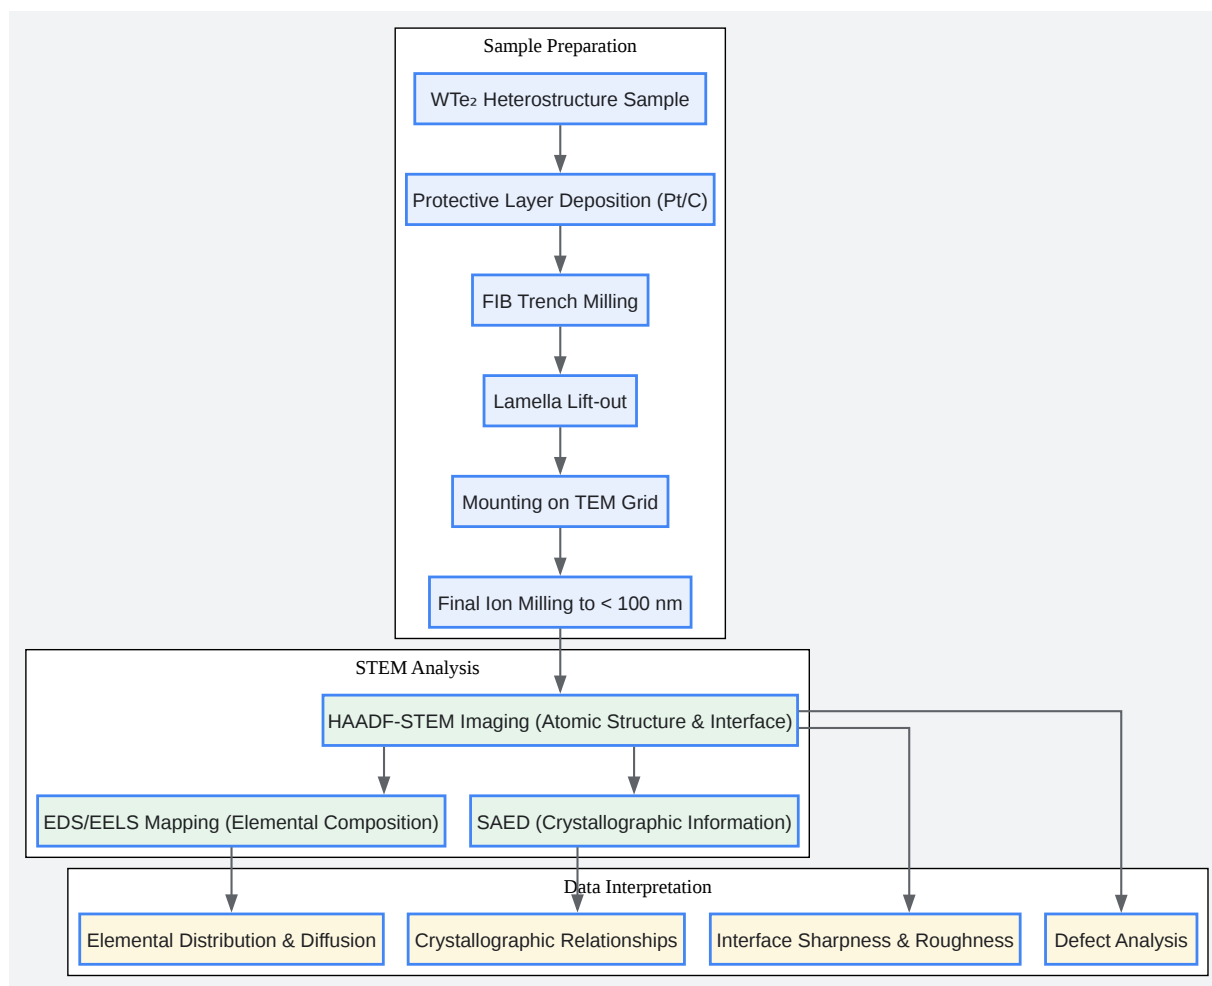 Sample Preparation
WTe₂ Heterostructure Sample
Protective Layer Deposition (Pt/C)
FIB Trench Milling
Lamella Lift-out
Mounting on TEM Grid
Final Ion Milling to < 100 nm
STEM Analysis
HAADF-STEM Imaging (Atomic Structure & Interface)
EDS/EELS Mapping (Elemental Composition)
SAED (Crystallographic Information)
Data Interpretation
Elemental Distribution & Diffusion
Crystallographic Relationships
Interface Sharpness & Roughness
Defect Analysis